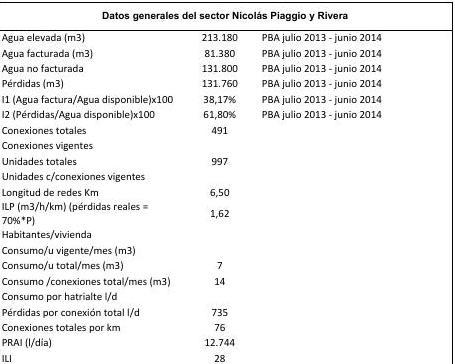 Datos generales del sector Nicolás Piaggio y Rivera
Agua elevada (m3) 213.180 PBA julio 2013 - junio 2014
Agua facturada (m3) 81.380 PBA julio 2013 - junio 2014
Agua no facturada 131.800 PBA julio 2013 - junio 2014
Pérdidas (m3) 131.760 PBA julio 2013 - junio 2014
I1 (Agua factura/Agua disponible)x100 38,17% PBA julio 2013 - junio 2014
I2 (Pérdidas/Agua disponible)x100 61,80% PBA julio 2013 - junio 2014
Conexiones totales 491
Conexiones vigentes
Unidades totales 997
Unidades c/conexiones vigentes
Longitud de redes Km 6,50
ILP (m3/h/km) (pérdidas reales =
70%*P) 1,62
Habitantes/vivienda
Consumo/u vigente/mes (m3)
Consumo/u total/mes (m3) 7
Consumo /conexiones total/mes (m3) 14
Consumo por hatrialte l/d
Pérdidas por conexión total l/d 735
Conexiones totales por km 76
PRAI (l/día) 12.744
ILI 28